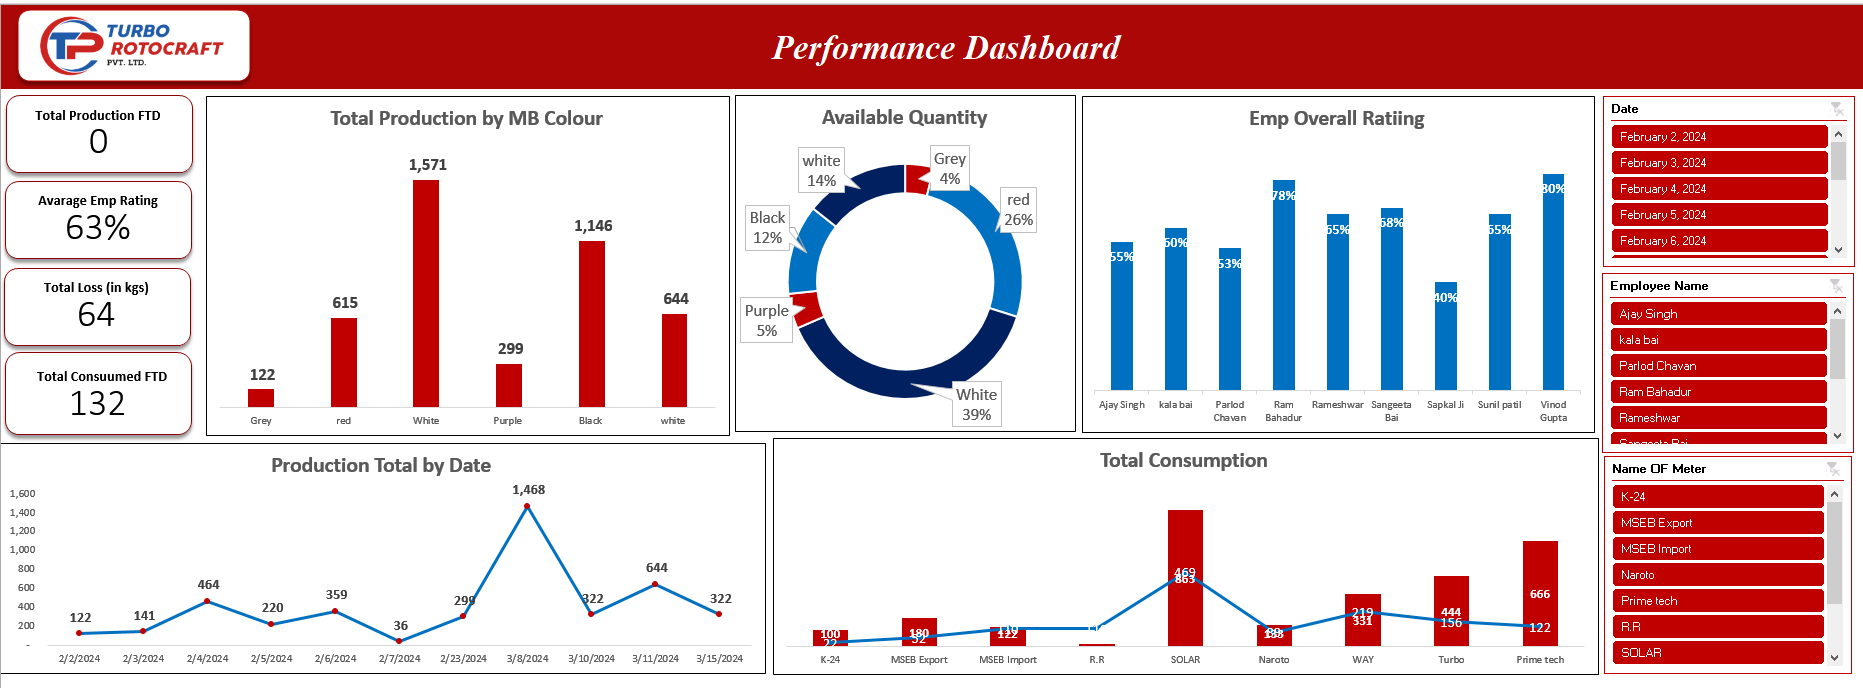 TURBO
ROTOCRAFT
PVT. LTD.
Performance Dashboard
Total Production FTD
0
Avarage Emp Rating
63%
Total Loss (in kgs)
64
Total Consuumed FTD
132
Total Production by MB Colour
1,571
1,146
615
644
299
122
Grey red White Purple Black white
Available Quantity
white
14%
Grey
4%
red
26%
Black
12%
Purple
5%
White
39%
Emp Overall Ratiing
55% 60% 53% 78% 65% 68% 40% 65% 80%
Ajay Singh kala bai Parlod Chavan Ram Bahadur Rameshwar Sangeeta Bai Sapkal Ji Sunil patil Vinod Gupta
Date
February 2, 2024
February 3, 2024
February 4, 2024
February 5, 2024
February 6, 2024
Employee Name
Ajay Singh
kala bai
Parlod Chavan
Ram Bahadur
Rameshwar
Sangeeta Bai
Name OF Meter
K-24
MSEB Export
MSEB Import
Naroto
Prime tech
R.R
SOLAR
Production Total by Date
1,600
1,400
1,200
1,000
800
600
400
200
-
122 141 464 220 359 36 299 1,468 322 644 322
2/2/2024 2/3/2024 2/4/2024 2/5/2024 2/6/2024 2/7/2024 2/23/2024 3/8/2024 3/10/2024 3/11/2024 3/15/2024
Total Consumption
100 180 122 469 863 219 331 444 156 666 122
22 52
K-24 MSEB Export MSEB Import R.R SOLAR Naroto WAY Turbo Prime tech